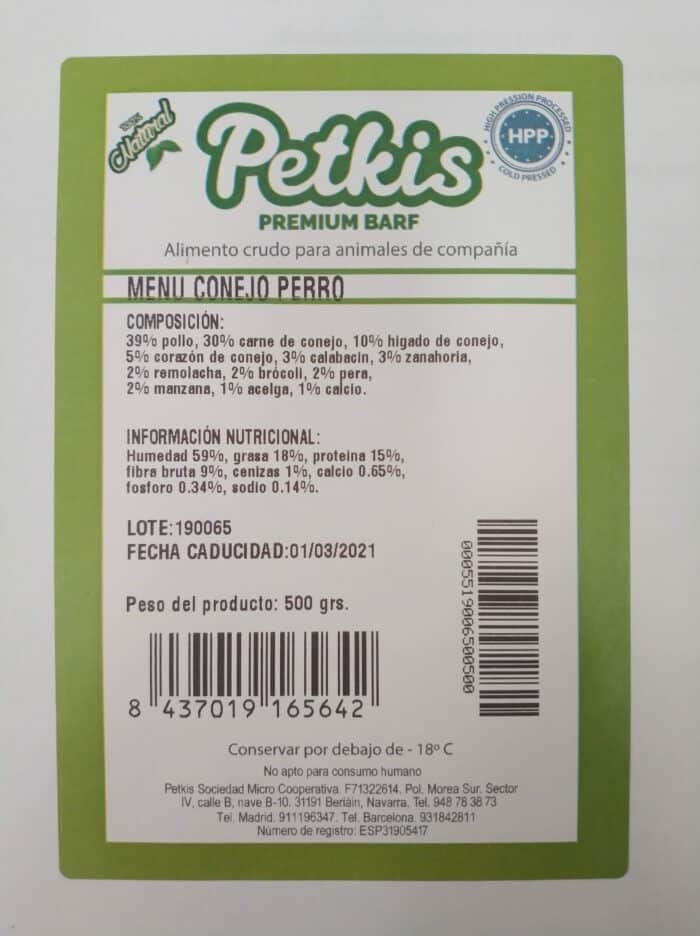 100% Natural
Petkis
HIGH PRESSION PROCESSED
HPP
COLD PRESSED
PREMIUM BARF
Alimento crudo para animales de compañía
MENU CONEJO PERRO
COMPOSICIÓN:
39% pollo, 30% carne de conejo, 10% higado de conejo,
5% corazón de conejo, 3% calabacin, 3% zanahoria,
2% remolacha, 2% brócoli, 2% pera,
2% manzana, 1% acelga, 1% calcio.
INFORMACIÓN NUTRICIONAL:
Humedad 59%, grasa 18%, proteina 15%,
fibra bruta 9%, cenizas 1%, calcio 0.65%,
fosforo 0.34%, sodio 0.14%.
LOTE:190065
FECHA CADUCIDAD:01/03/2021
Peso del producto: 500 grs.
8 437019 165642
0005519006500500
Conservar por debajo de - 18º C
No apto para consumo humano
Petkis Sociedad Micro Cooperativa. F71322614. Pol. Morea Sur. Sector
IV, calle B, nave B-10. 31191 Beriáin, Navarra. Tel. 948 78 38 73
Tel. Madrid. 911196347. Tel. Barcelona. 931842811
Número de registro: ESP31905417